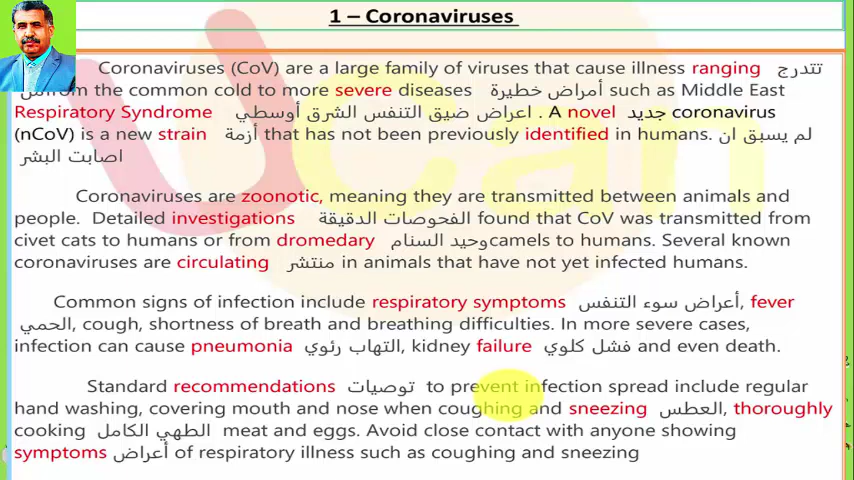 1 – Coronaviruses
Coronaviruses (CoV) are a large family of viruses that cause illness ranging تتدرج
from the common cold to more severe diseases أمراض خطيرة such as Middle East
Respiratory Syndrome اعراض ضيق التنفس الشرق أوسطي . A novel جديد coronavirus
(nCoV) is a new strain أزمة that has not been previously identified in humans. لم يسبق ان
اصابت البشر
Coronaviruses are zoonotic, meaning they are transmitted between animals and
people. Detailed investigations الفحوصات الدقيقة found that CoV was transmitted from
civet cats to humans or from dromedary وحيد السنام camels to humans. Several known
coronaviruses are circulating منتشر in animals that have not yet infected humans.
Common signs of infection include respiratory symptoms أعراض سوء التنفس, fever
الحمي, cough, shortness of breath and breathing difficulties. In more severe cases,
infection can cause pneumonia التهاب رئوي, kidney failure فشل كلوي and even death.
Standard recommendations توصيات to prevent infection spread include regular
hand washing, covering mouth and nose when coughing and sneezing العطس, thoroughly
cooking الطهي الكامل meat and eggs. Avoid close contact with anyone showing
symptoms أعراض of respiratory illness such as coughing and sneezing
U can